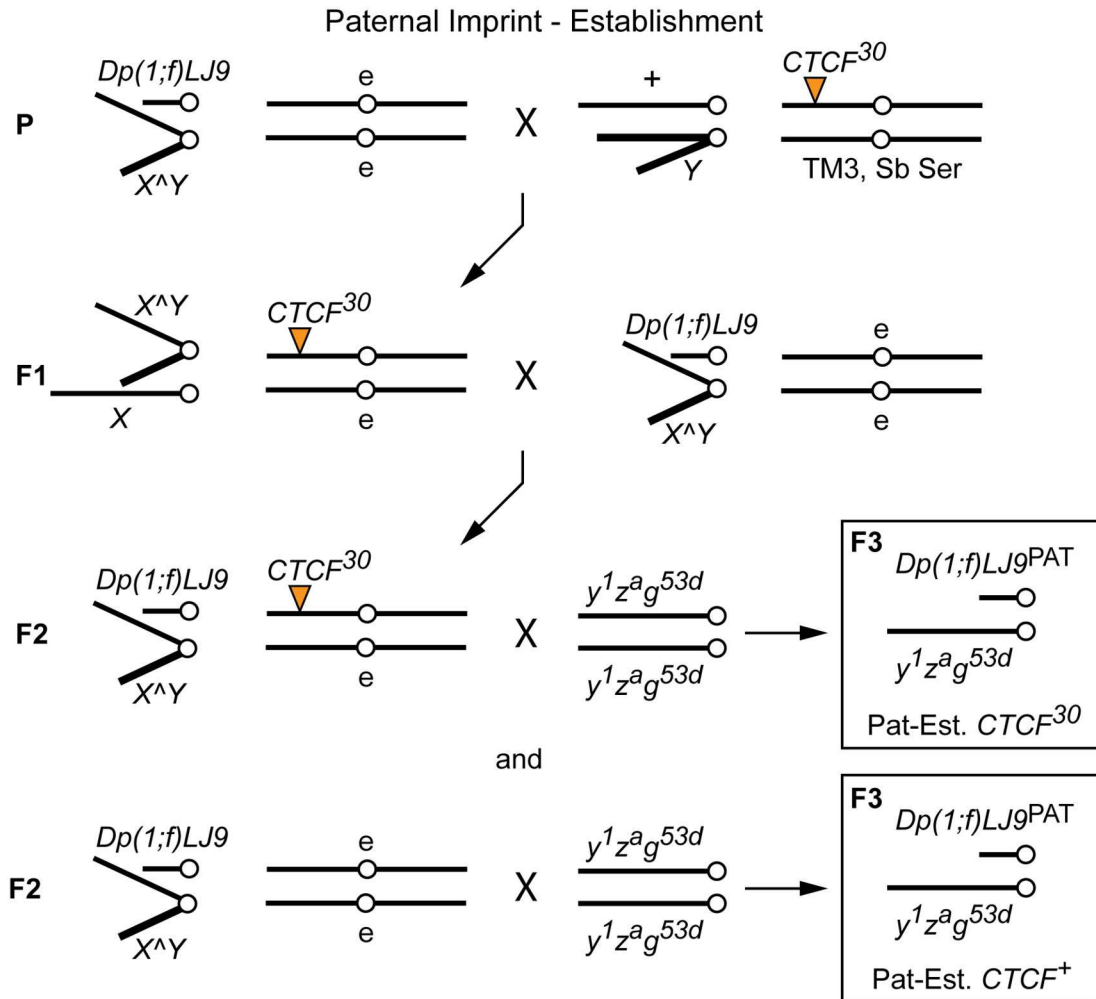 Paternal Imprint - Establishment
Dp(1;f)LJ9 e + CTCF30
P X
X^Y e Y TM3, Sb Ser
X^Y CTCF30 Dp(1;f)LJ9 e
F1 X
X e X^Y e
Dp(1;f)LJ9 CTCF30 y1zag53d F3 Dp(1;f)LJ9PAT
F2 X
X^Y e y1zag53d y1zag53d
Pat-Est. CTCF30
and
Dp(1;f)LJ9 e y1zag53d F3 Dp(1;f)LJ9PAT
F2 X
X^Y e y1zag53d y1zag53d
Pat-Est. CTCF+